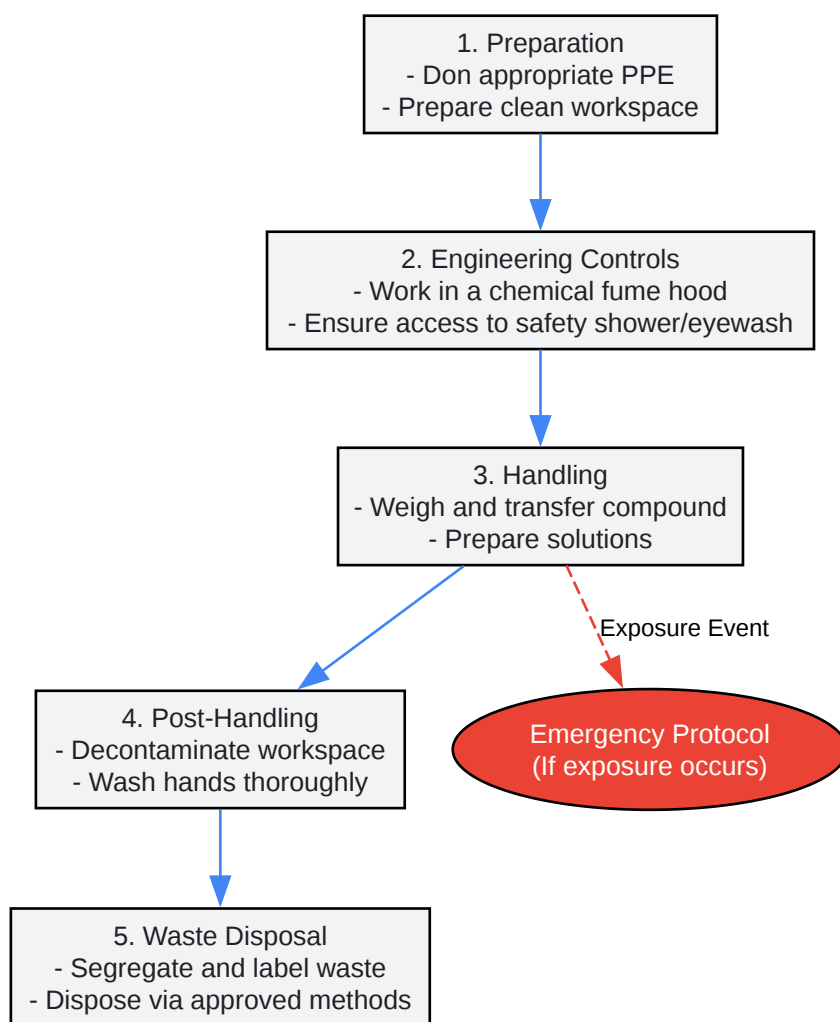 1. Preparation
- Don appropriate PPE
- Prepare clean workspace
2. Engineering Controls
- Work in a chemical fume hood
- Ensure access to safety shower/eyewash
3. Handling
- Weigh and transfer compound
- Prepare solutions
Exposure Event
4. Post-Handling
- Decontaminate workspace
- Wash hands thoroughly
Emergency Protocol
(If exposure occurs)
5. Waste Disposal
- Segregate and label waste
- Dispose via approved methods